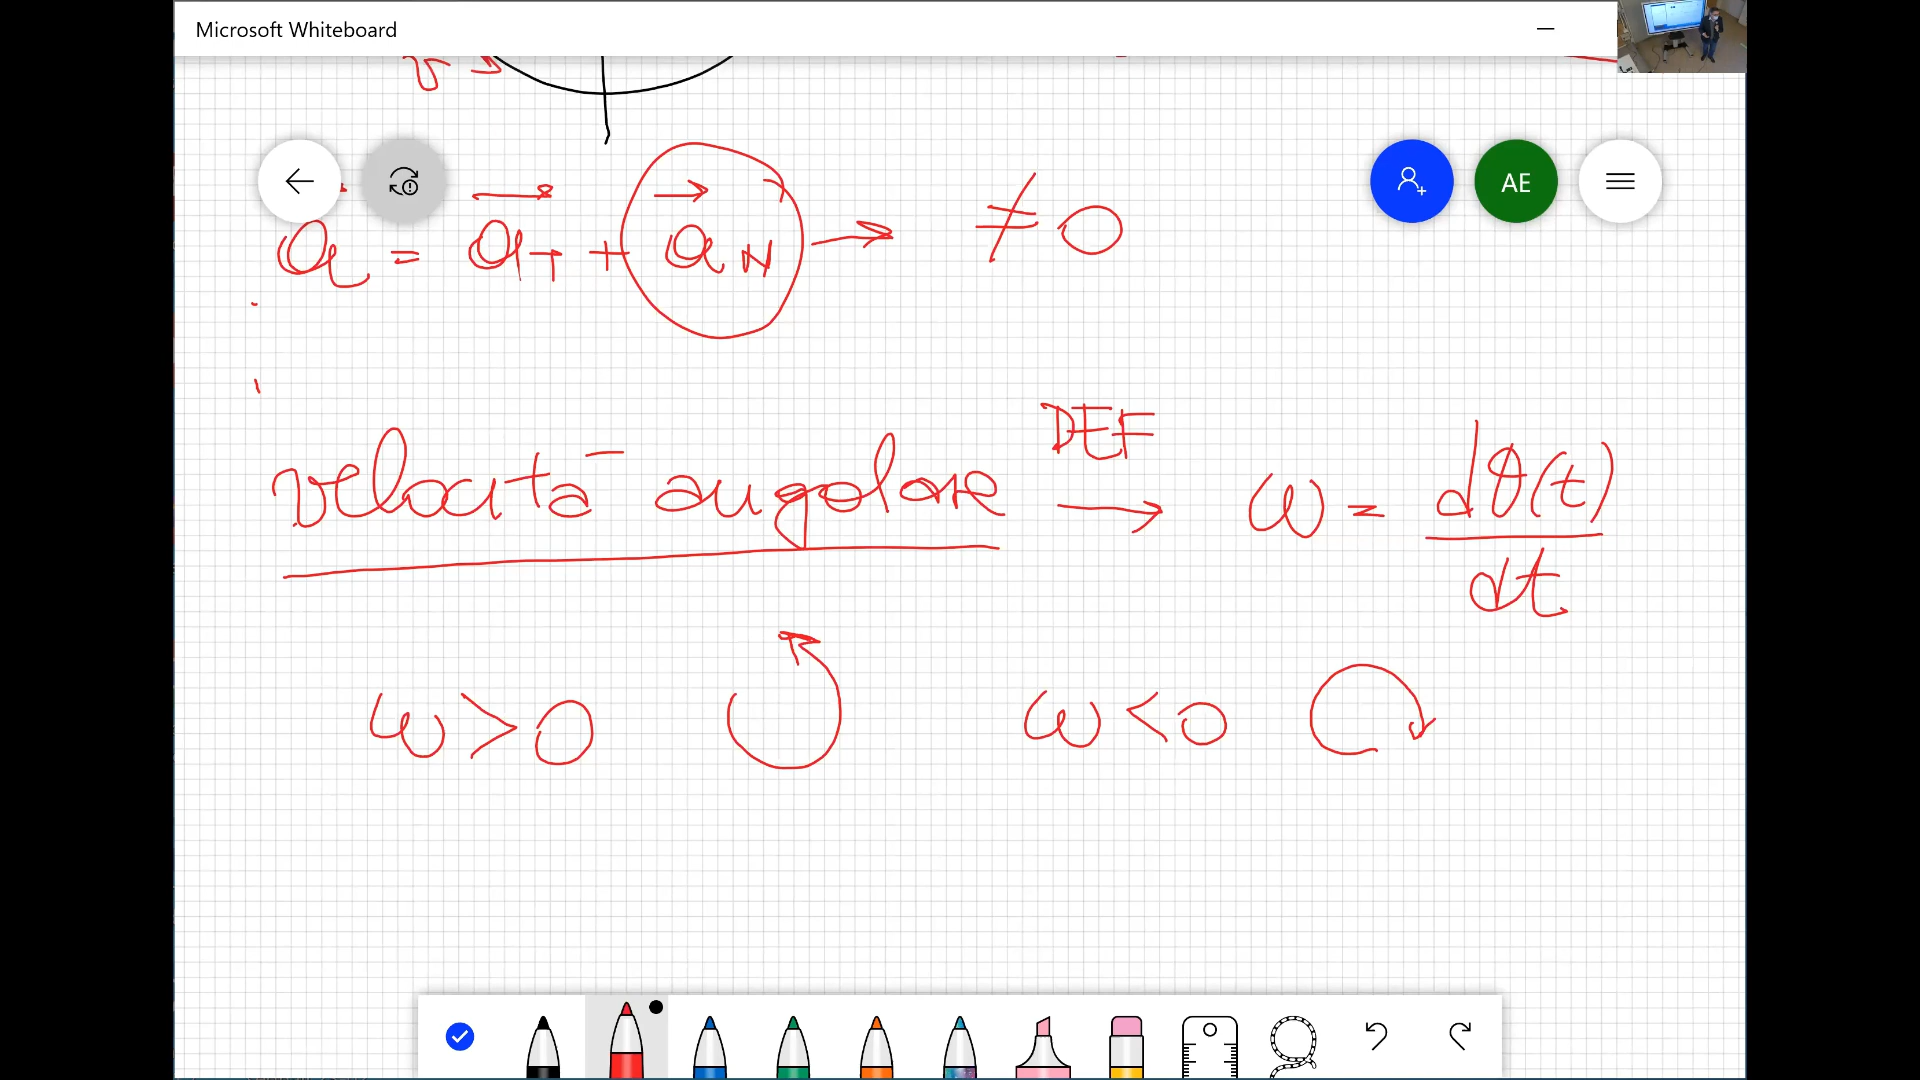 Microsoft Whiteboard
v
AE
a = a_T + a_N → ≠ 0
DEF
velocità angolare → ω = dϑ(t)/dt
ω > 0 ω < 0